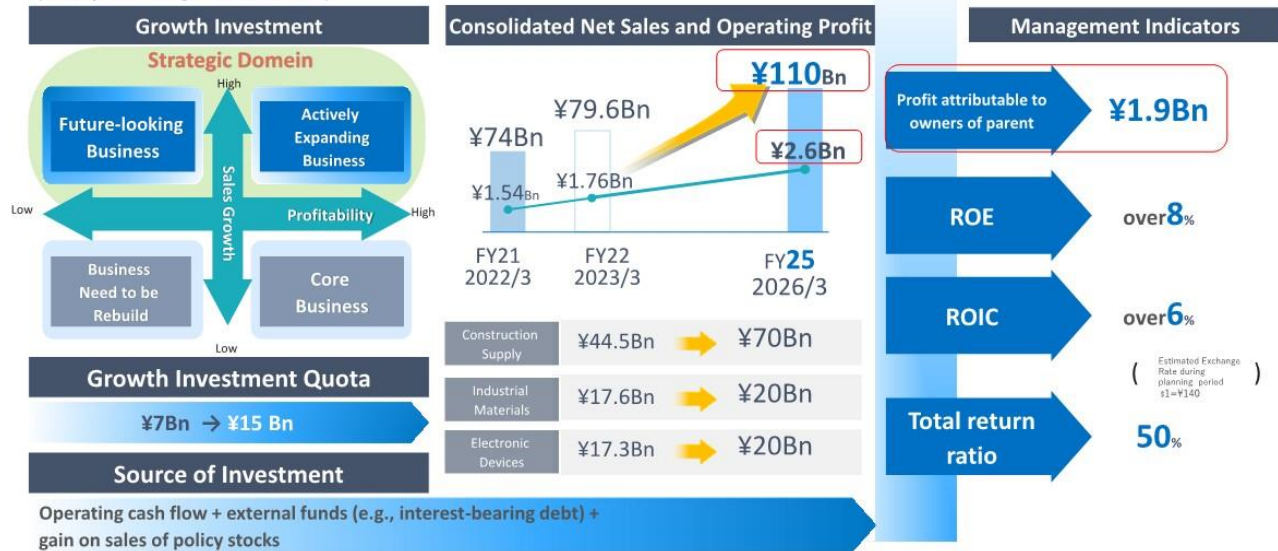 Growth Investment
Strategic Domain
High
Future-looking
Business
Actively
Expanding
Business
Sales Growth
Low
Profitability
High
Business
Need to be
Rebuild
Core
Business
Low
Growth Investment Quota
¥7Bn → ¥15 Bn
Source of Investment
Operating cash flow + external funds (e.g., interest-bearing debt) +
gain on sales of policy stocks
Consolidated Net Sales and Operating Profit
¥110Bn
¥79.6Bn
¥74Bn
¥2.6Bn
¥1.54Bn
¥1.76Bn
FY21
2022/3
FY22
2023/3
FY25
2026/3
Construction
Supply
¥44.5Bn
¥70Bn
Industrial
Materials
¥17.6Bn
¥20Bn
Electronic
Devices
¥17.3Bn
¥20Bn
Management Indicators
Profit attributable to
owners of parent
¥1.9Bn
ROE
over8%
ROIC
over6%
( Estimated Exchange
Rate during
planning period
$1=¥140 )
Total return
ratio
50%